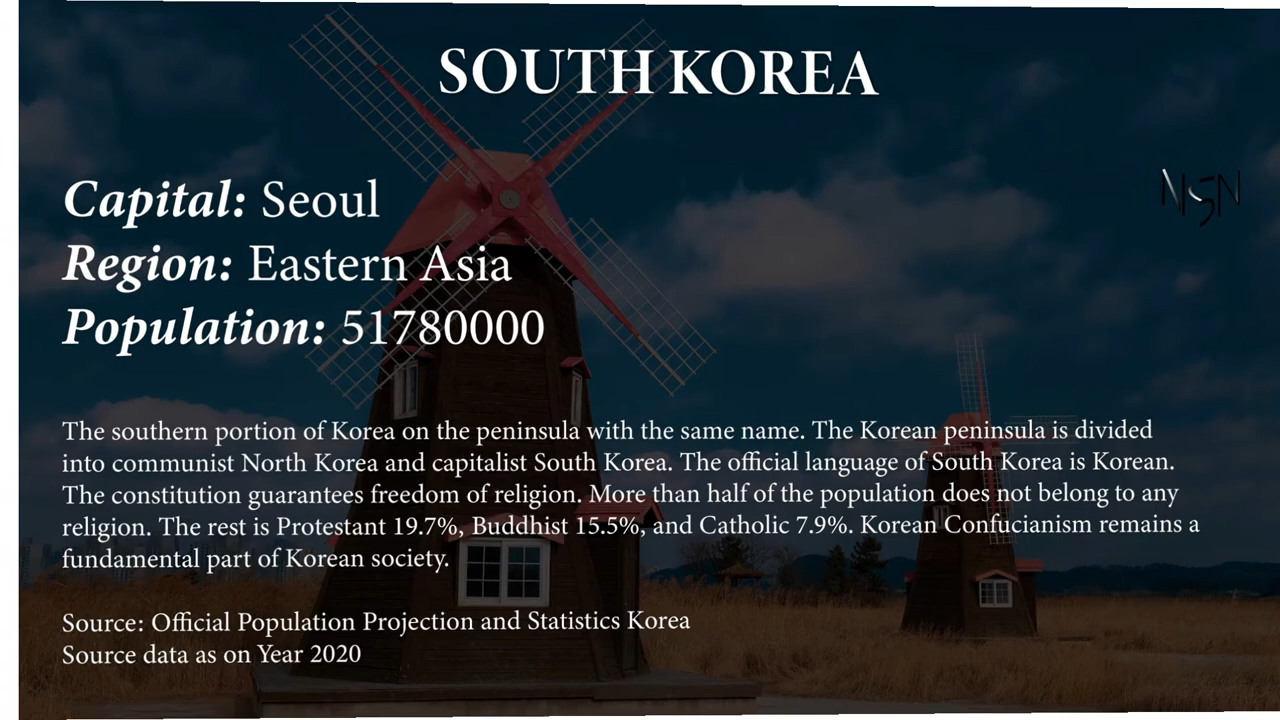 SOUTH KOREA
NSN
Capital: Seoul
Region: Eastern Asia
Population: 51780000
The southern portion of Korea on the peninsula with the same name. The Korean peninsula is divided
into communist North Korea and capitalist South Korea. The official language of South Korea is Korean.
The constitution guarantees freedom of religion. More than half of the population does not belong to any
religion. The rest is Protestant 19.7%, Buddhist 15.5%, and Catholic 7.9%. Korean Confucianism remains a
fundamental part of Korean society.
Source: Official Population Projection and Statistics Korea
Source data as on Year 2020